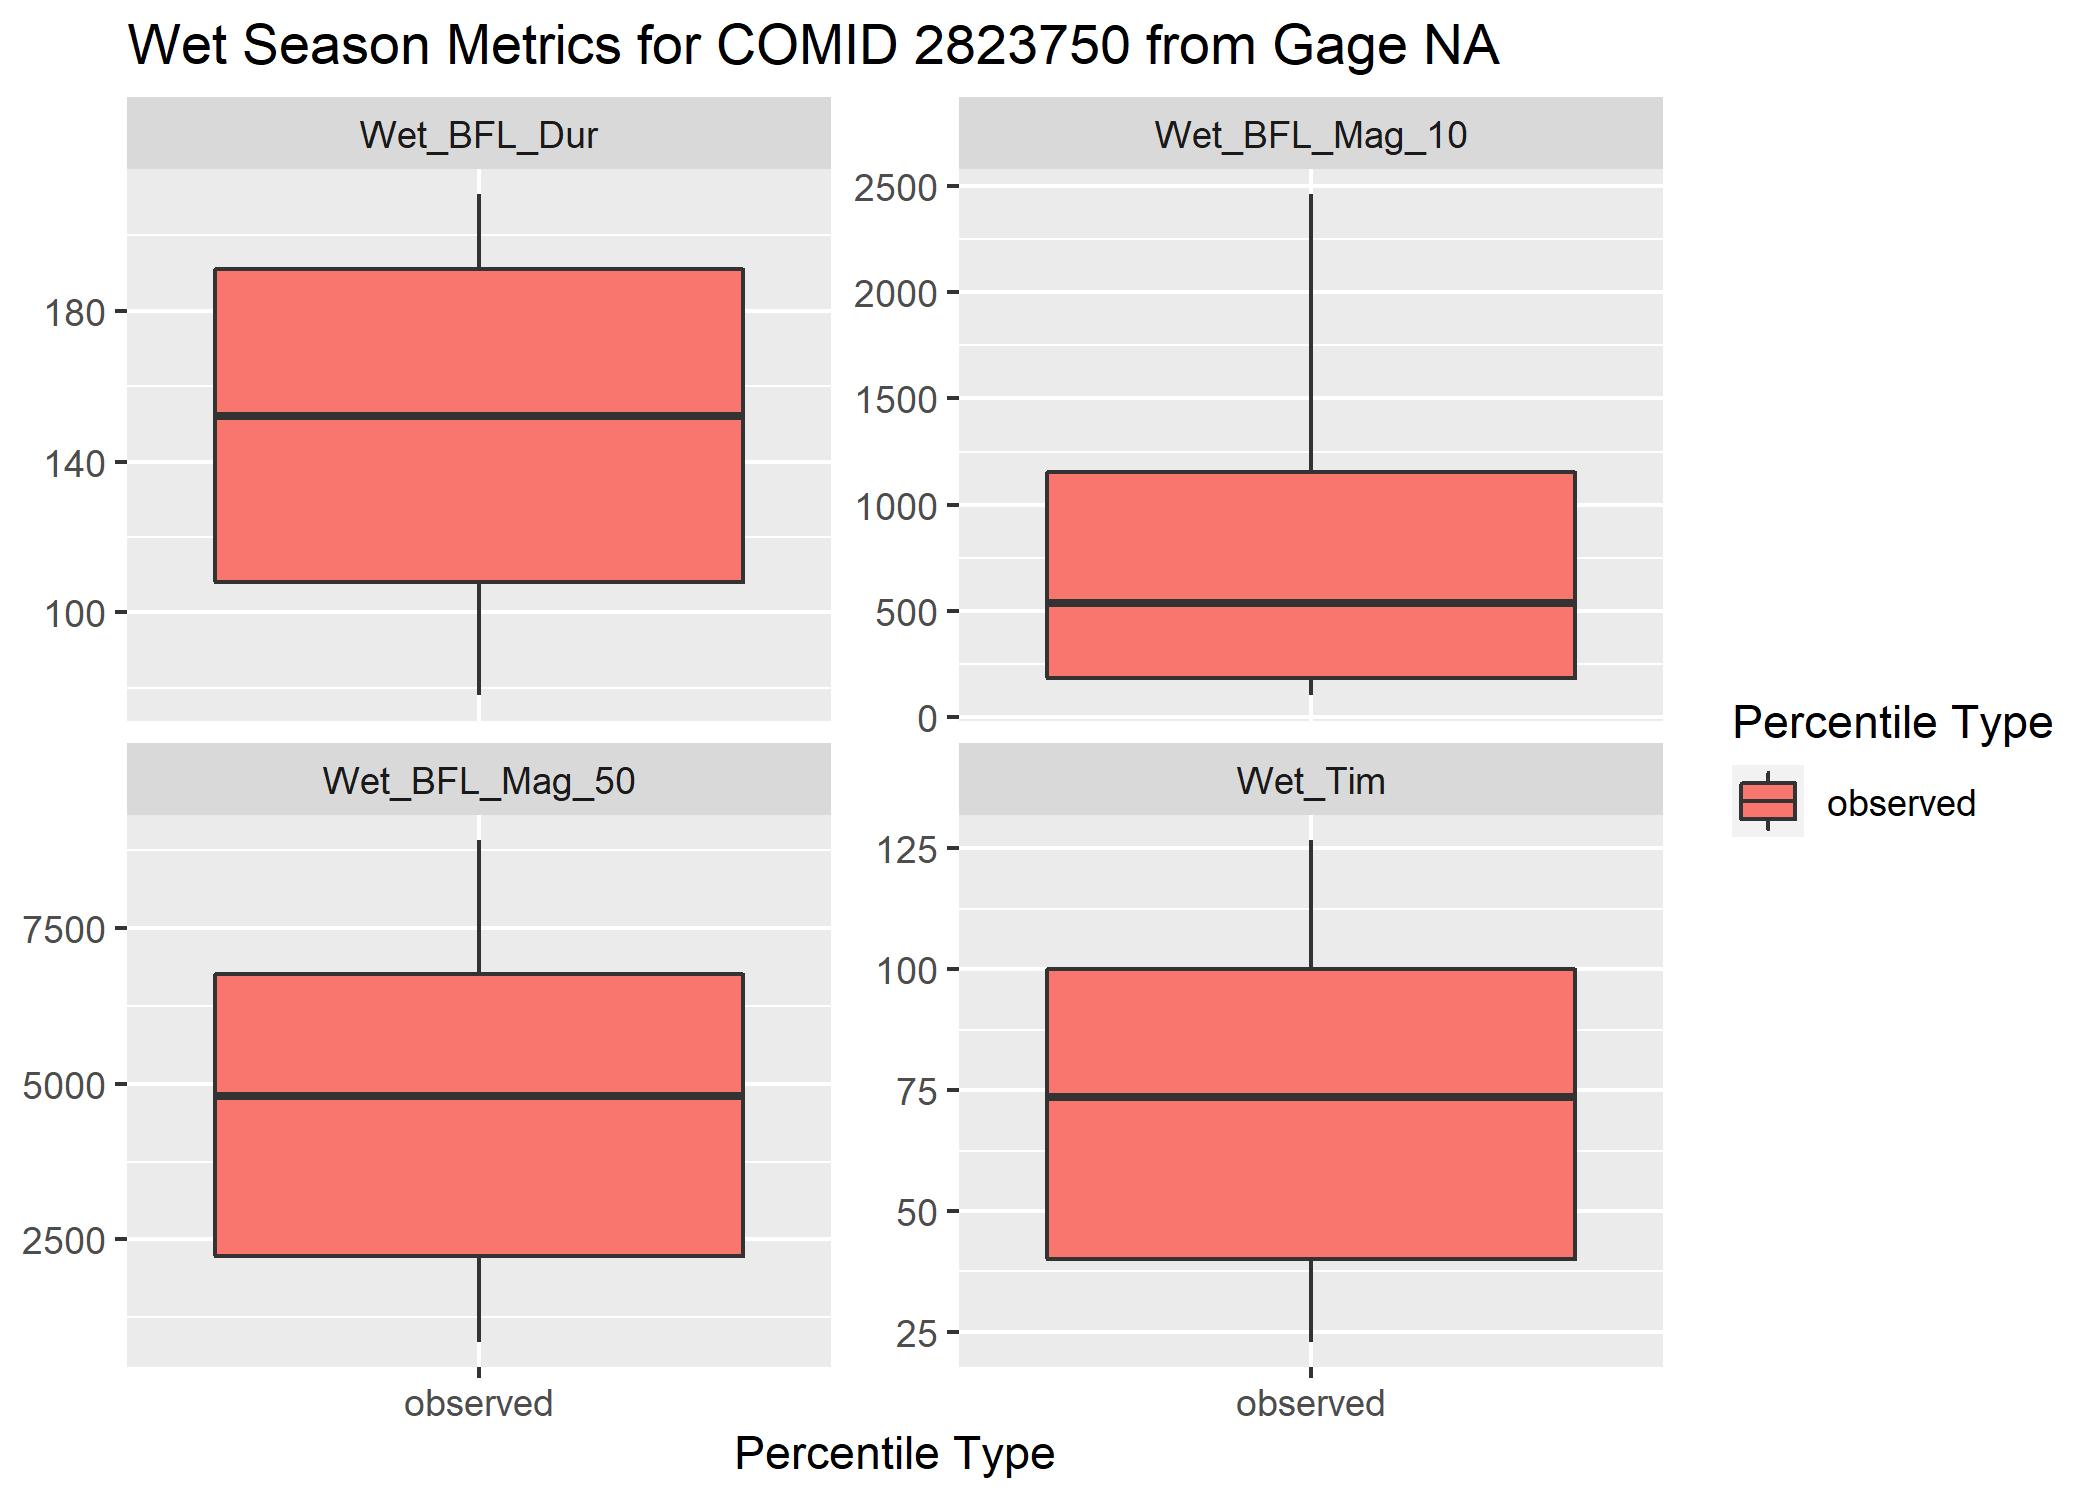 Wet Season Metrics for COMID 2823750 from Gage NA
Wet_BFL_Dur
180
140
100
Wet_BFL_Mag_10
2500
2000
1500
1000
500
0
Wet_BFL_Mag_50
7500
5000
2500
observed
Wet_Tim
125
100
75
50
25
observed
Percentile Type
Percentile Type
observed